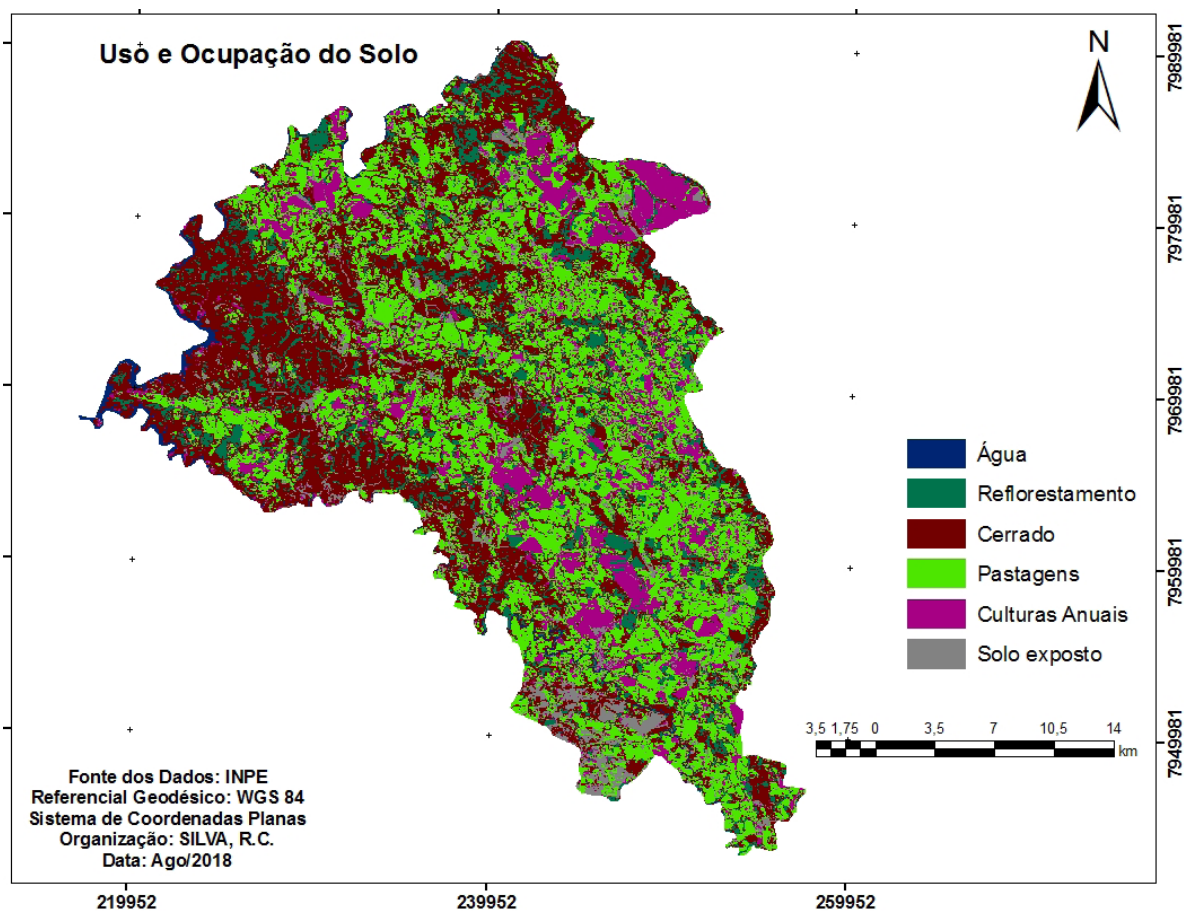 Uso e Ocupação do Solo
N
7989981
7979981
7969981
7959981
7949981
Água
Reflorestamento
Cerrado
Pastagens
Culturas Anuais
Solo exposto
3,5 1,75 0 3,5 7 10,5 14
km
Fonte dos Dados: INPE
Referencial Geodésico: WGS 84
Sistema de Coordenadas Planas
Organização: SILVA, R.C.
Data: Ago/2018
219952 239952 259952